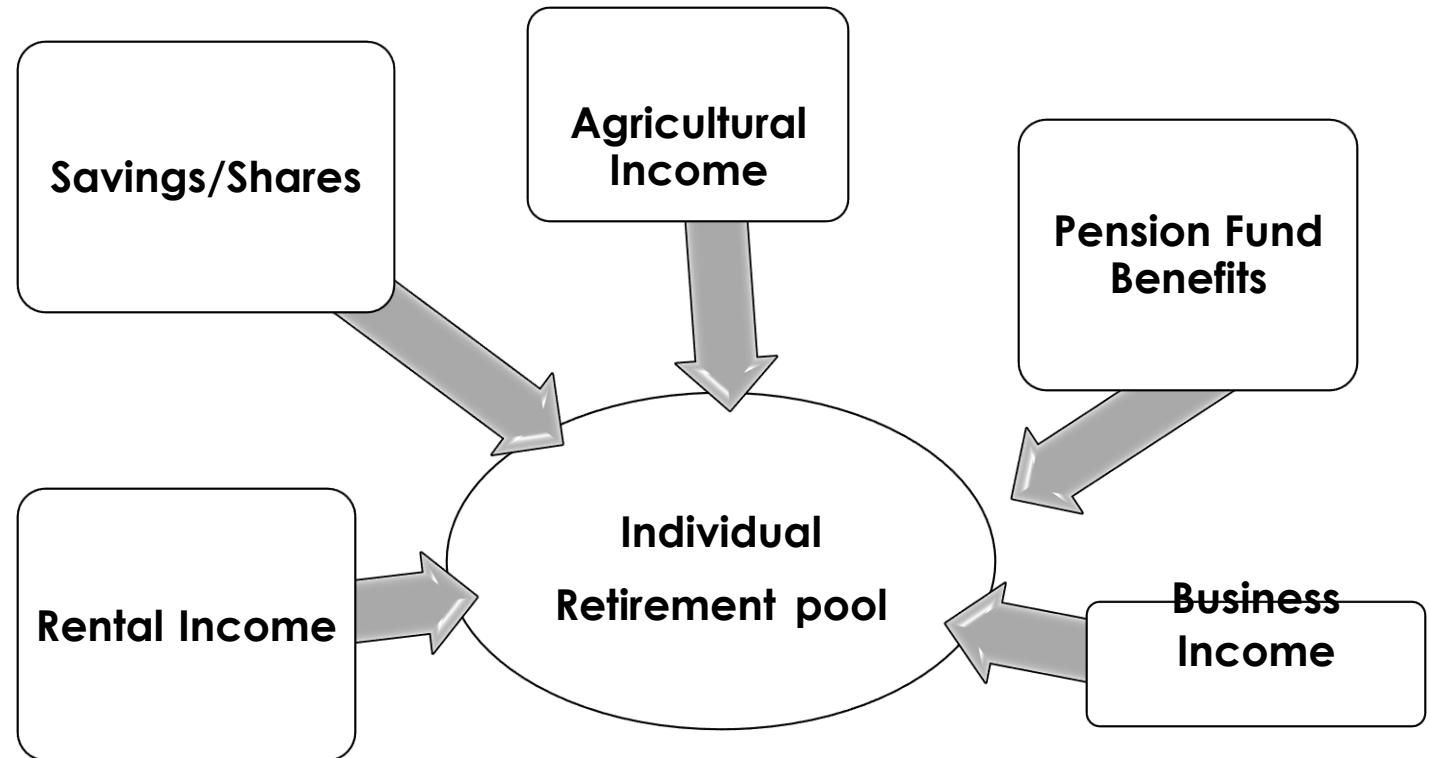 Savings/Shares
Agricultural
Income
Pension Fund
Benefits
Individual
Retirement pool
Rental Income
Business
Income